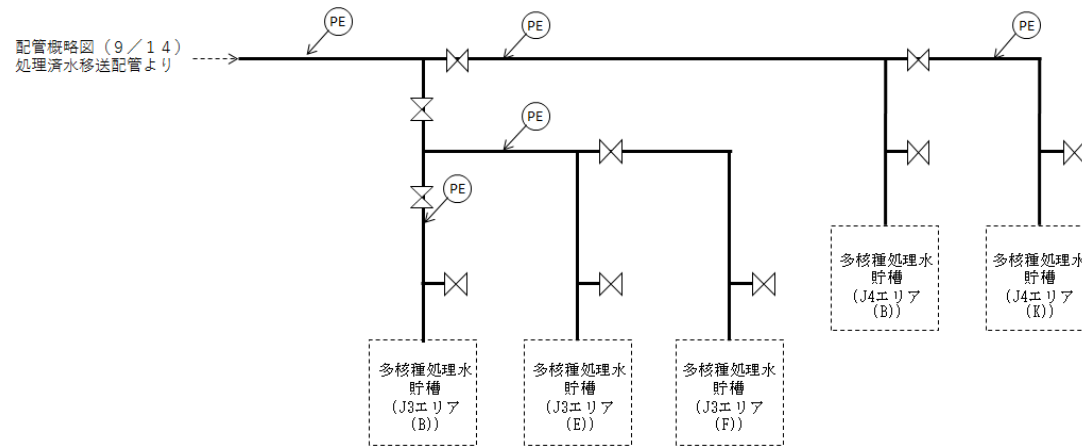 PE
PE
PE
配管概略図（９／１４）
処理済水移送配管より
PE
PE
多核種処理水
貯槽
(J4エリア
(B))
多核種処理水
貯槽
(J4エリア
(K))
多核種処理水
貯槽
(J3エリア
(B))
多核種処理水
貯槽
(J3エリア
(E))
多核種処理水
貯槽
(J3エリア
(F))